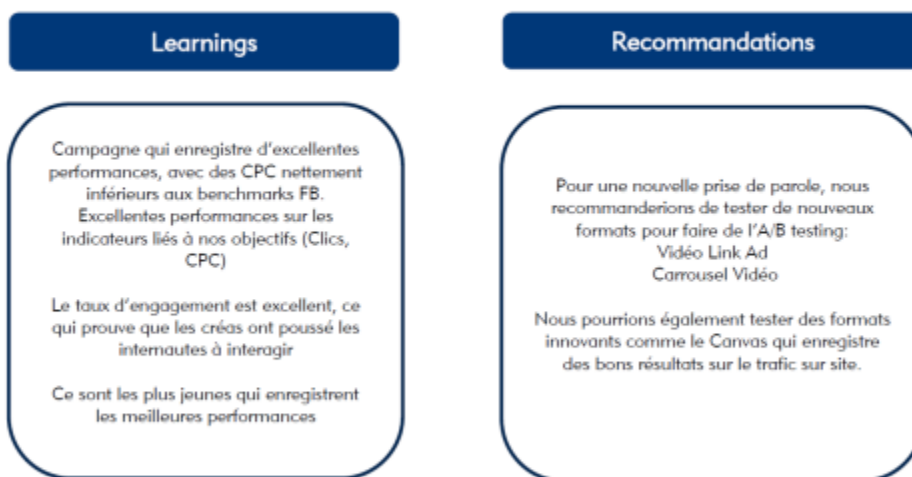 Learnings
Campagne qui enregistre d'excellentes
performances, avec des CPC nettement
inférieurs aux benchmarks FB.
Excellentes performances sur les
indicateurs liés à nos objectifs (Clics,
CPC)
Le taux d'engagement est excellent, ce
qui prouve que les créas ont poussé les
internautes à interagir
Ce sont les plus jeunes qui enregistrent
les meilleures performances
Recommandations
Pour une nouvelle prise de parole, nous
recommanderions de tester de nouveaux
formats pour faire de l'A/B testing:
Vidéo Link Ad
Carrousel Vidéo
Nous pourrions également tester des formats
innovants comme le Canvas qui enregistre
des bons résultats sur le trafic sur site.